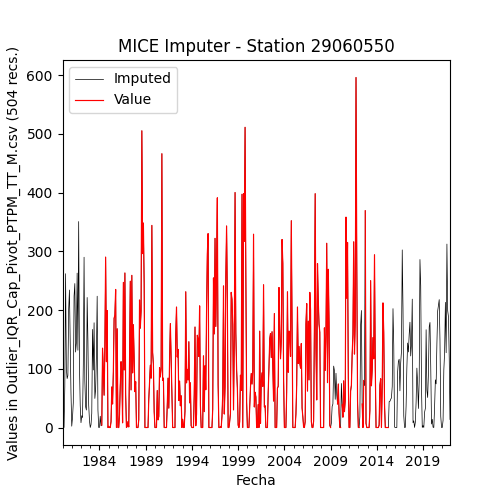 MICE Imputer - Station 29060550
Values in Outlier_IQR_Cap_Pivot_PTPM_TT_M.csv (504 recs.)
600
500
400
300
200
100
0
Imputed
Value
1984 1989 1994 1999 2004 2009 2014 2019
Fecha